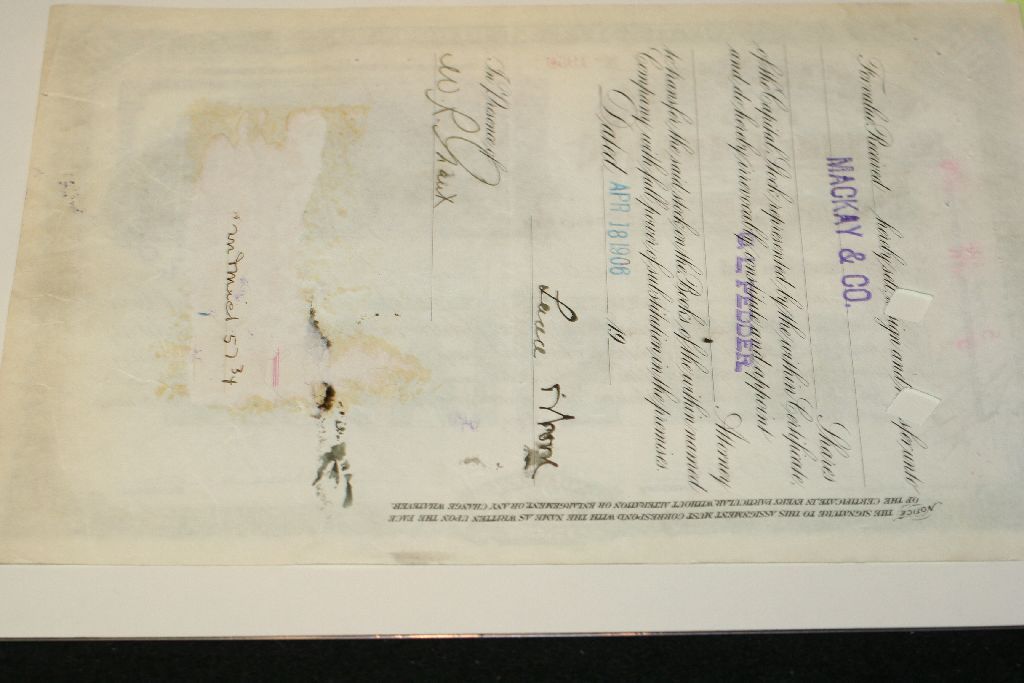 For value Received hereby sell, assign and transfer unto
MACKAY & CO.
Shares
of the Capital Stock represented by the within Certificate,
and do hereby irrevocably constitute and appoint
PEDDER
Attorney
to transfer the said stock on the Books of the within named
Company with full power of substitution in the premises.
Dated APR 18 1908 19
In Presence of
NOTICE THE SIGNATURE TO THIS ASSIGNMENT MUST CORRESPOND WITH THE NAME AS WRITTEN UPON THE FACE
OF THE CERTIFICATE, IN EVERY PARTICULAR, WITHOUT ALTERATION OR ENLARGEMENT, OR ANY CHANGE WHATEVER.